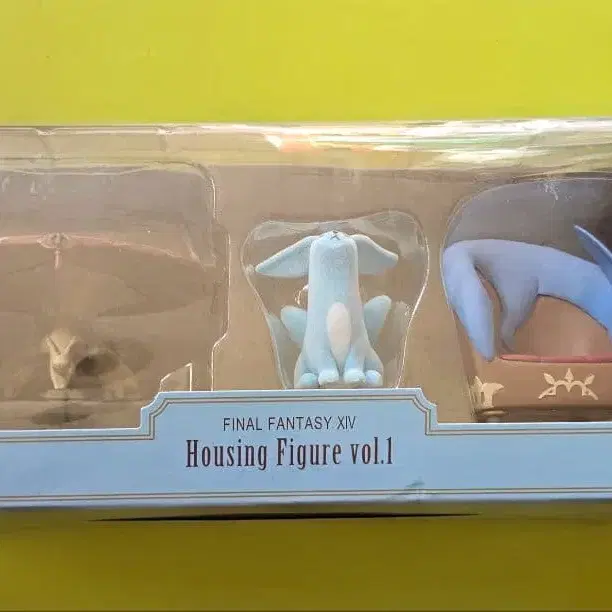 FINAL FANTASY XIV
Housing Figure vol.1